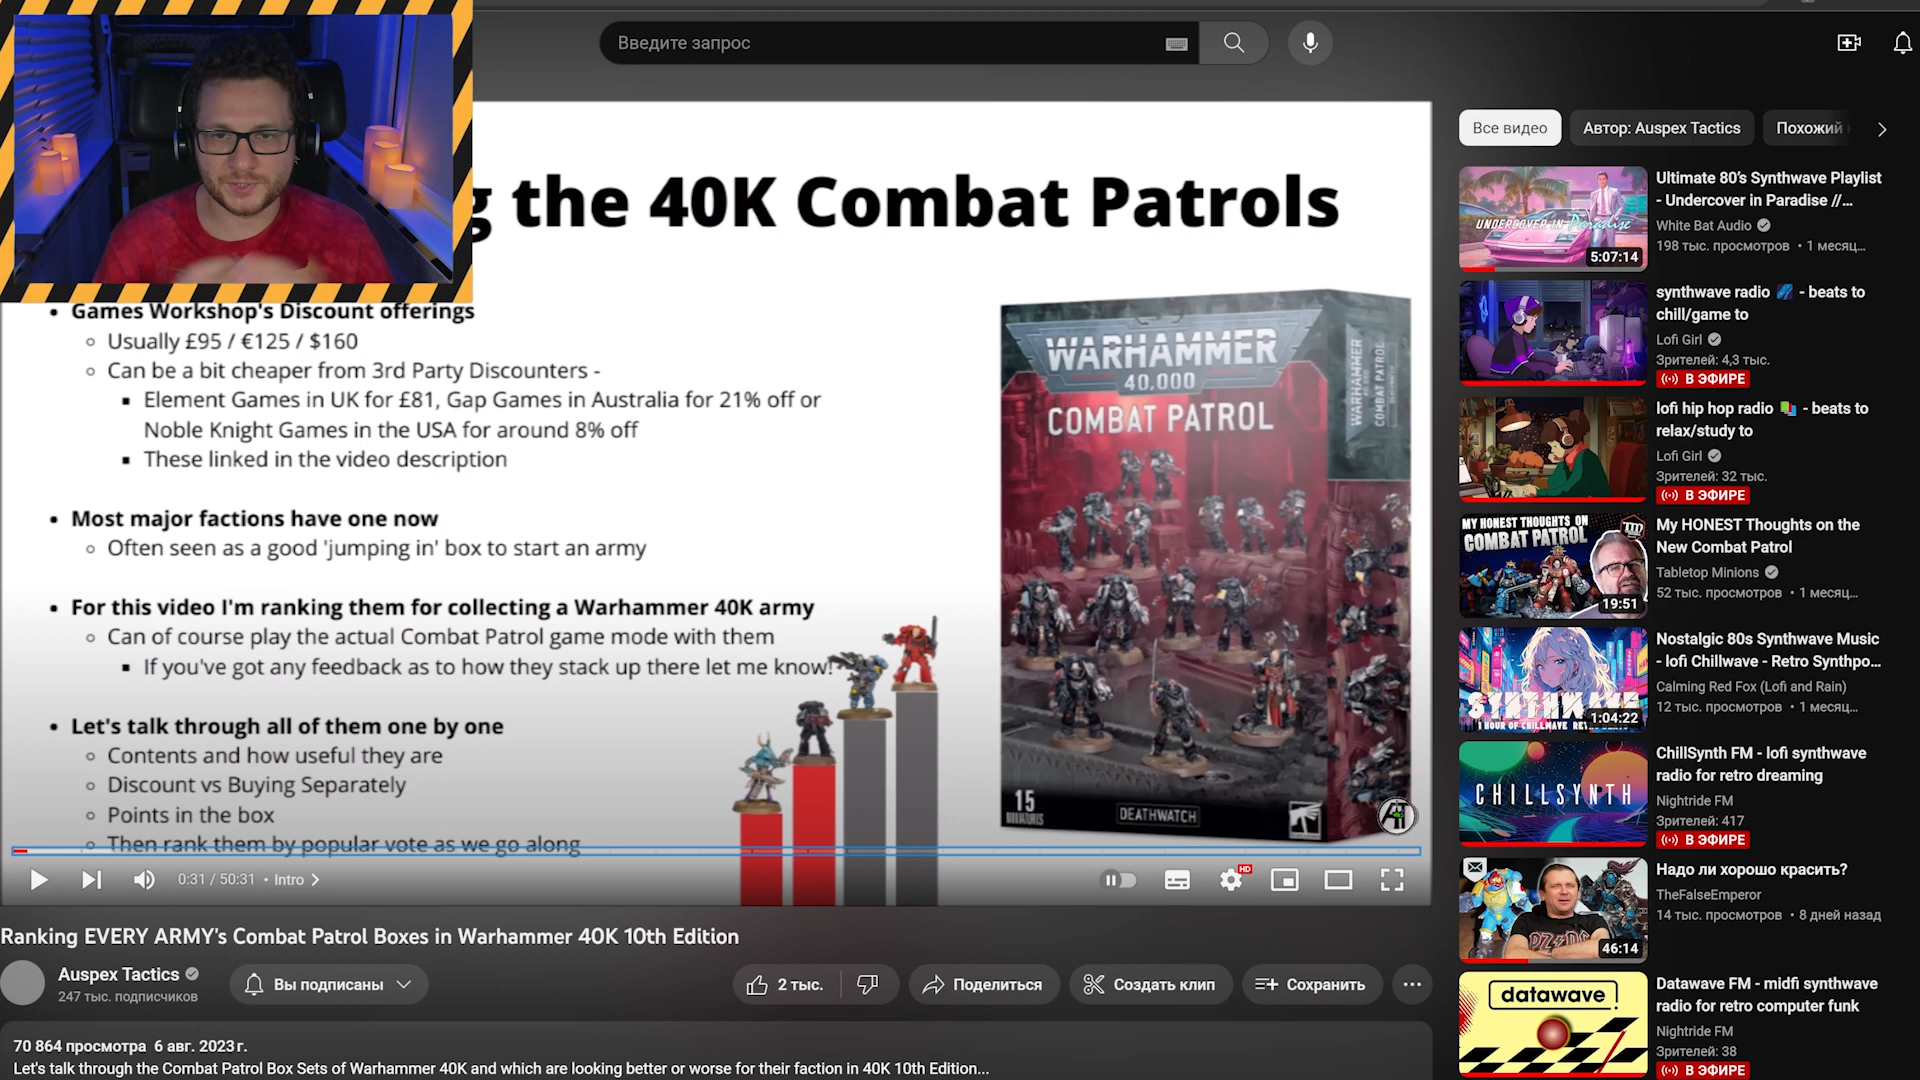 Введите запрос
g the 40K Combat Patrols
• Games Workshop's Discount offerings
○ Usually £95 / €125 / $160
○ Can be a bit cheaper from 3rd Party Discounters -
▪ Element Games in UK for £81, Gap Games in Australia for 21% off or
Noble Knight Games in the USA for around 8% off
▪ These linked in the video description
• Most major factions have one now
○ Often seen as a good 'jumping in' box to start an army
• For this video I'm ranking them for collecting a Warhammer 40K army
○ Can of course play the actual Combat Patrol game mode with them
▪ If you've got any feedback as to how they stack up there let me know!
• Let's talk through all of them one by one
○ Contents and how useful they are
○ Discount vs Buying Separately
○ Points in the box
○ Then rank them by popular vote as we go along
WARHAMMER
40,000
COMBAT PATROL
WARHAMMER
COMBAT PATROL
15
MINIATURES
DEATHWATCH
0:31 / 50:31 • Intro
HD
Ranking EVERY ARMY's Combat Patrol Boxes in Warhammer 40K 10th Edition
Auspex Tactics
247 тыс. подписчиков
Вы подписаны
2 тыс.
Поделиться
Создать клип
Сохранить
70 864 просмотра 6 авг. 2023 г.
Let's talk through the Combat Patrol Box Sets of Warhammer 40K and which are looking better or worse for their faction in 40K 10th Edition...
Все видео
Автор: Auspex Tactics
Похожий
UNDERCOVER IN Paradise
5:07:14
Ultimate 80’s Synthwave Playlist
- Undercover in Paradise //...
White Bat Audio
198 тыс. просмотров • 1 месяц...
synthwave radio 🌌 - beats to
chill/game to
Lofi Girl
Зрителей: 4,3 тыс.
В ЭФИРЕ
lofi hip hop radio 📚 - beats to
relax/study to
Lofi Girl
Зрителей: 32 тыс.
В ЭФИРЕ
MY HONEST THOUGHTS ON
COMBAT PATROL
19:51
My HONEST Thoughts on the
New Combat Patrol
Tabletop Minions
52 тыс. просмотров • 1 месяц...
SYNTHWAVE
1 HOUR OF CHILLWAVE
1:04:22
Nostalgic 80s Synthwave Music
- lofi Chillwave - Retro Synthpo...
Calming Red Fox (Lofi and Rain)
12 тыс. просмотров • 1 месяц...
CHILLSYNTH
ChillSynth FM - lofi synthwave
radio for retro dreaming
Nightride FM
Зрителей: 417
В ЭФИРЕ
46:14
Надо ли хорошо красить?
TheFalseEmperor
14 тыс. просмотров • 8 дней назад
datawave
Datawave FM - midfi synthwave
radio for retro computer funk
Nightride FM
Зрителей: 38
В ЭФИРЕ